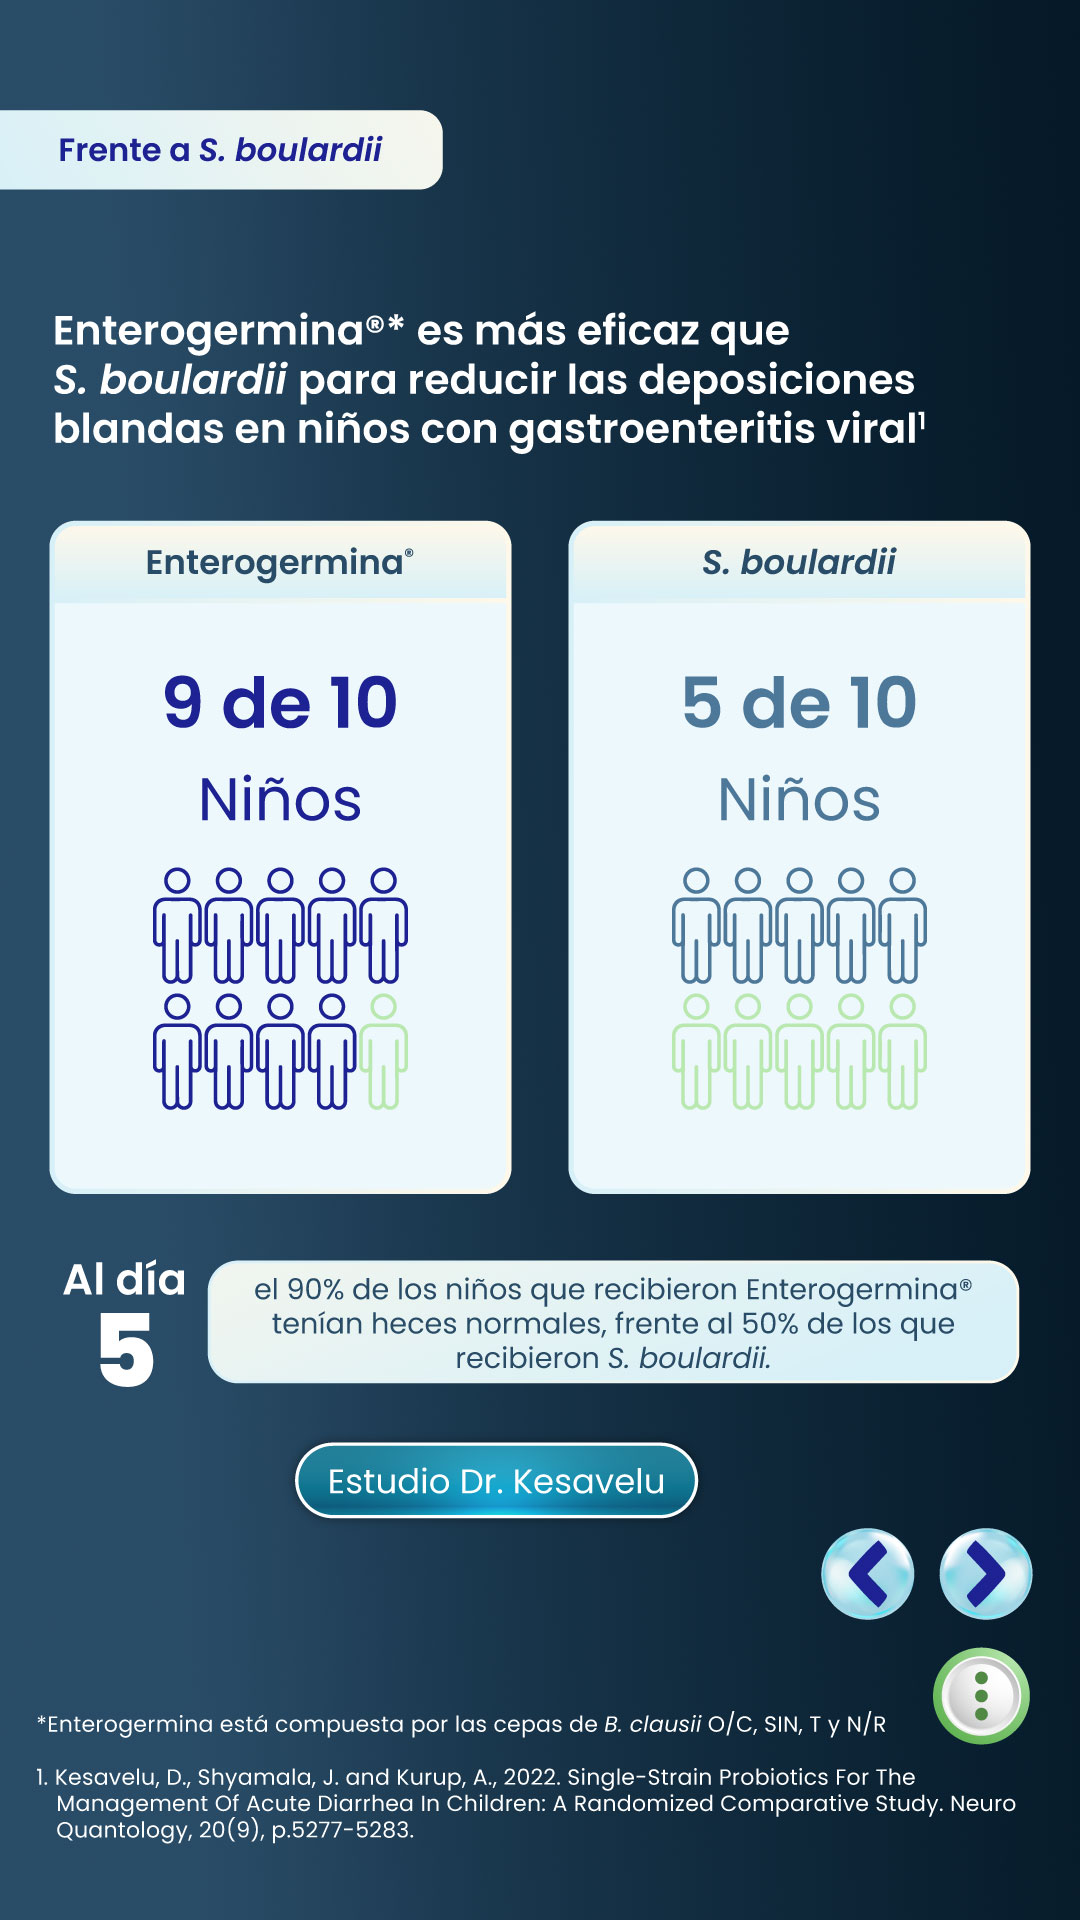 Frente a S. boulardii
Enterogermina®* es más eficaz que
S. boulardii para reducir las deposiciones
blandas en niños con gastroenteritis viral¹
Enterogermina®
9 de 10
Niños
S. boulardii
5 de 10
Niños
Al día
5
el 90% de los niños que recibieron Enterogermina®
tenían heces normales, frente al 50% de los que
recibieron S. boulardii.
Estudio Dr. Kesavelu
*Enterogermina está compuesta por las cepas de B. clausii O/C, SIN, T y N/R
1. Kesavelu, D., Shyamala, J. and Kurup, A., 2022. Single-Strain Probiotics For The
Management Of Acute Diarrhea In Children: A Randomized Comparative Study. Neuro
Quantology, 20(9), p.5277-5283.